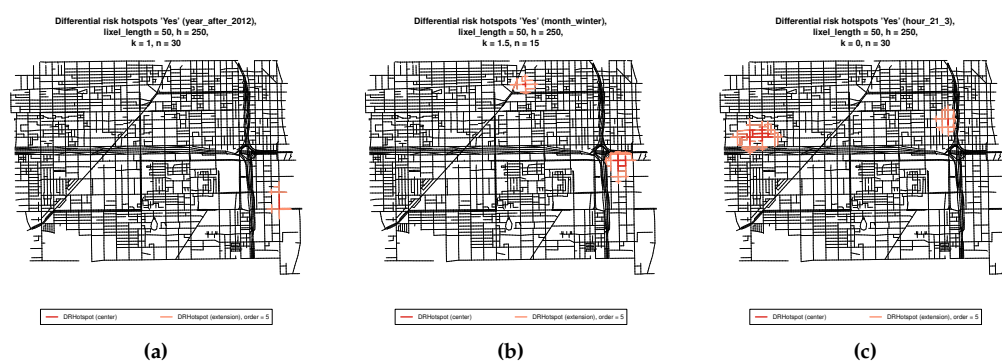 Differential risk hotspots 'Yes' (year_after_2012),
lixel_length = 50, h = 250,
k = 1, n = 30
DRHotspot (center) DRHotspot (extension), order = 5
(a)
Differential risk hotspots 'Yes' (month_winter),
lixel_length = 50, h = 250,
k = 1.5, n = 15
DRHotspot (center) DRHotspot (extension), order = 5
(b)
Differential risk hotspots 'Yes' (hour_21_3),
lixel_length = 50, h = 250,
k = 0, n = 30
DRHotspot (center) DRHotspot (extension), order = 5
(c)